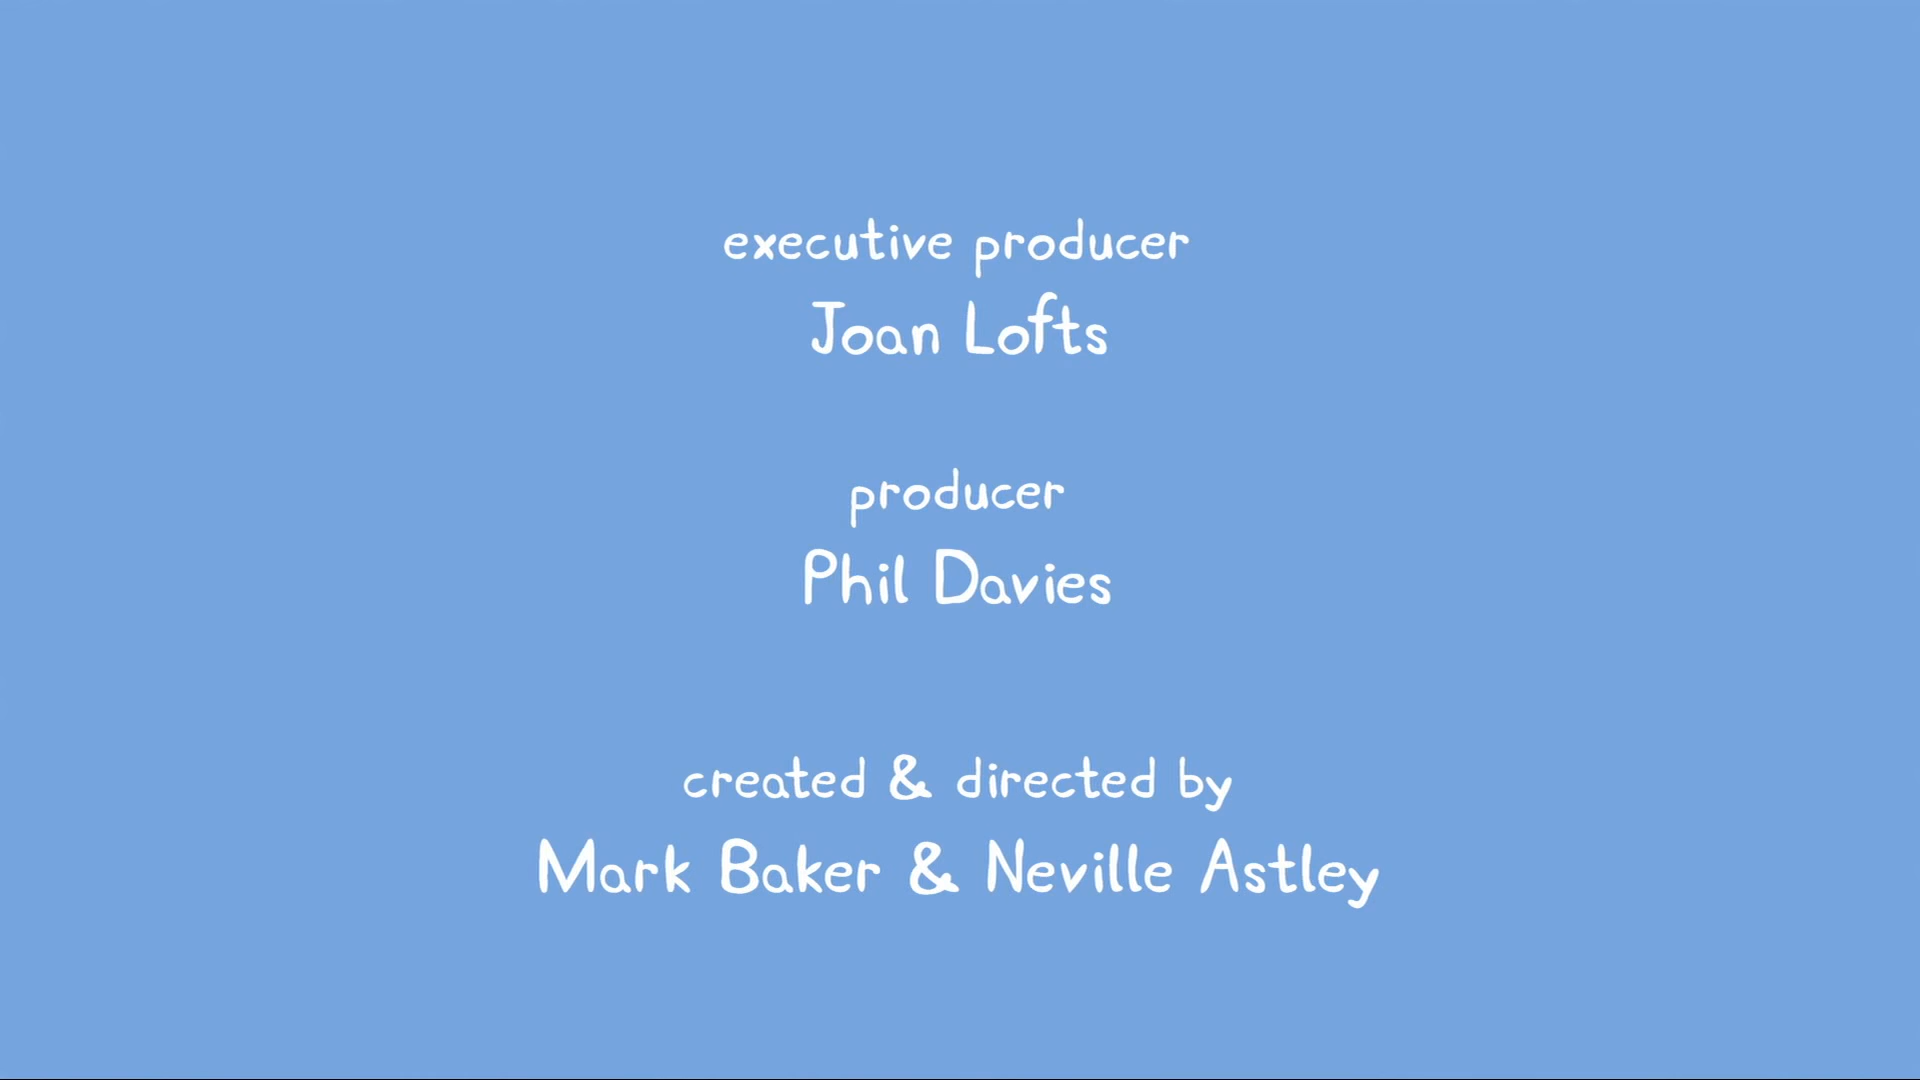 executive producer
Joan Lofts
producer
Phil Davies
created & directed by
Mark Baker & Neville Astley